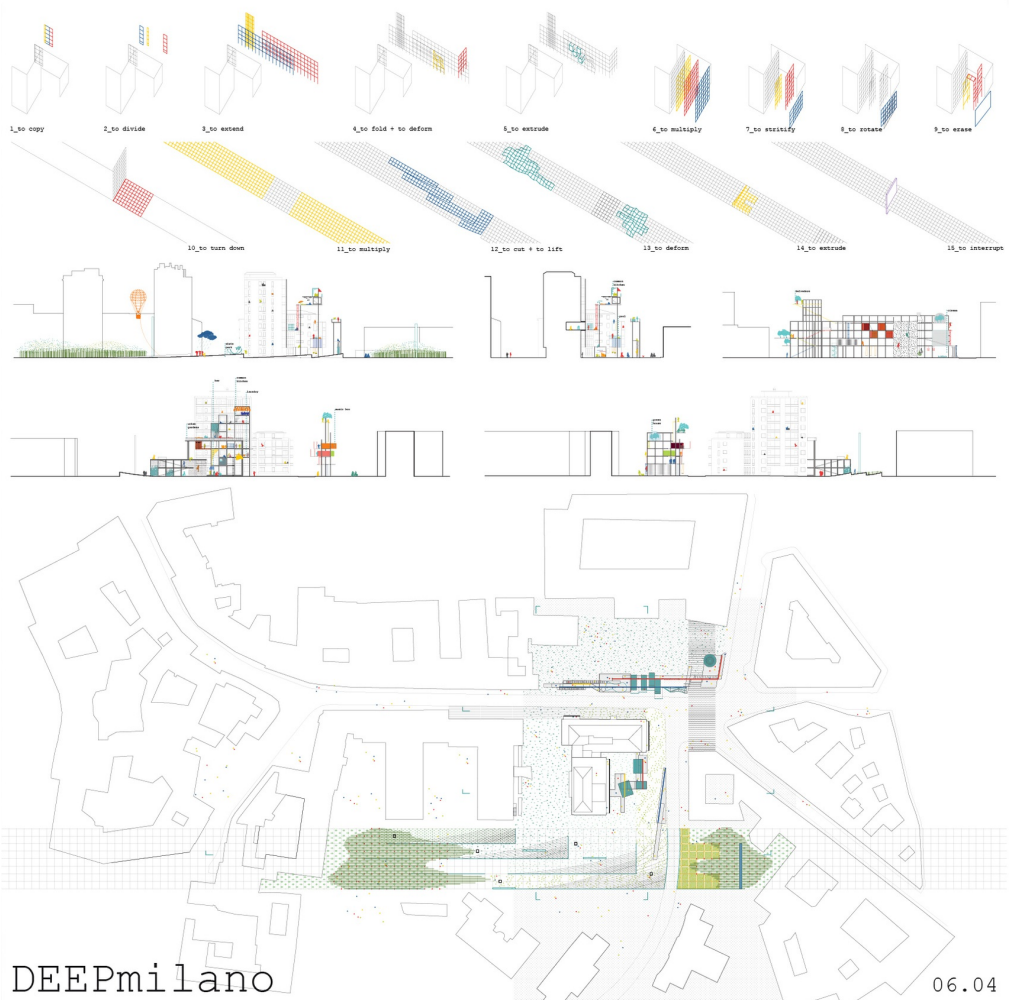 1_to copy
2_to divide
3_to extend
4_to fold + to deform
5_to extrude
6_to multiply
7_to stritify
8_to rotate
9_to erase
10_to turn down
11_to multiply
12_to cut + to lift
13_to deform
14_to extrude
15_to interrupt
DEEPmilano
06.04